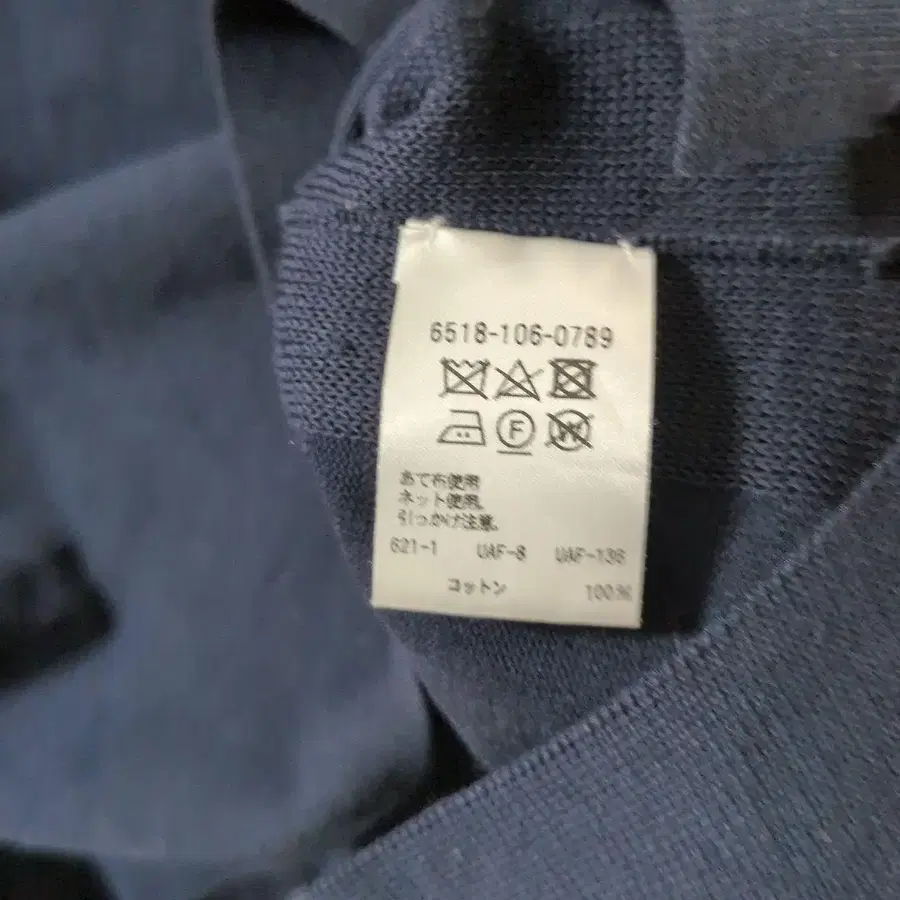 6518-106-0789
F
W
あて布使用
ネット使用。
引っかけ注意。
621-1 UAF-8 UAF-136
コットン 100%